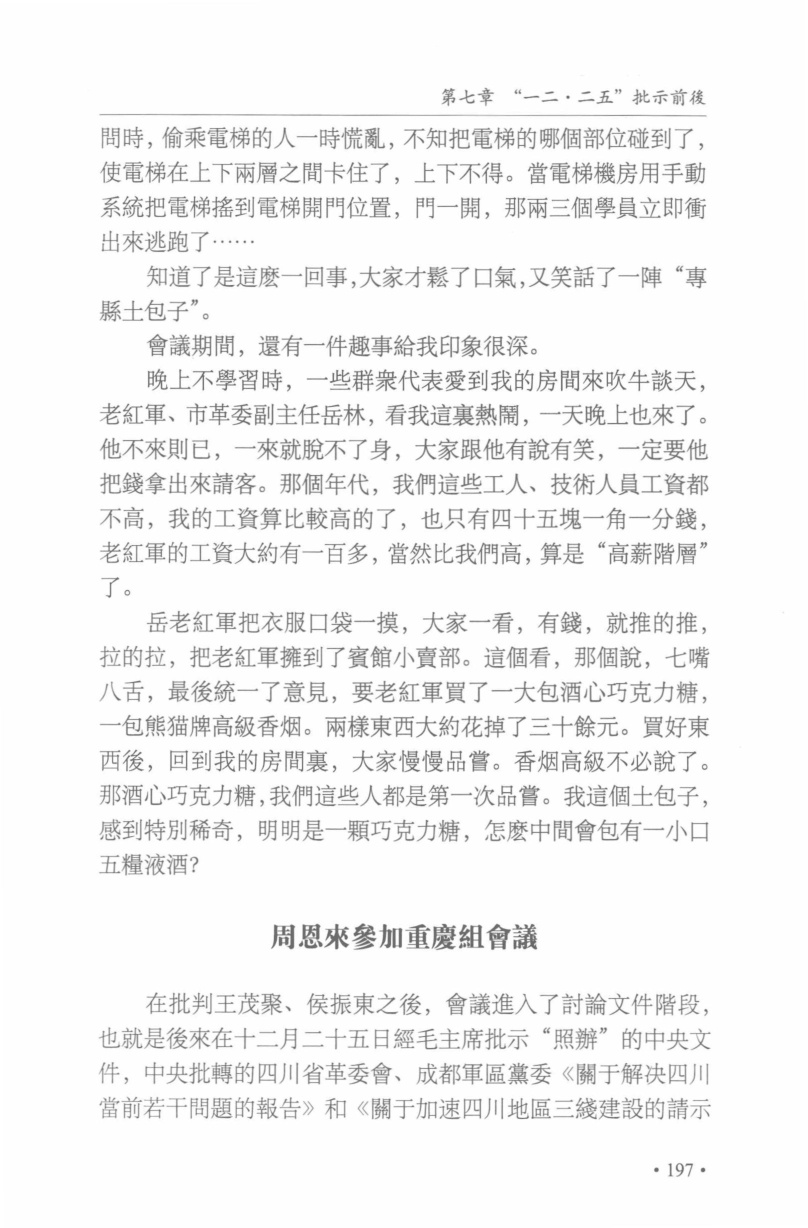 第七章 “一二·二五”批示前後
問時，偷乘電梯的人一時慌亂，不知把電梯的哪個部位碰到了，
使電梯在上下兩層之間卡住了，上下不得。當電梯機房用手動
系統把電梯搖到電梯開門位置，門一開，那兩三個學員立即衝
出來逃跑了……
知道了是這麽一回事，大家才鬆了口氣，又笑話了一陣“專
縣土包子”。
會議期間，還有一件趣事給我印象很深。
晚上不學習時，一些群衆代表愛到我的房間來吹牛談天，
老紅軍、市革委副主任岳林，看我這裏熱鬧，一天晚上也來了。
他不來則已，一來就脫不了身，大家跟他有說有笑，一定要他
把錢拿出來請客。那個年代，我們這些工人、技術人員工資都
不高，我的工資算比較高的了，也只有四十五塊一角一分錢，
老紅軍的工資大約有一百多，當然比我們高，算是“高薪階層”
了。
岳老紅軍把衣服口袋一摸，大家一看，有錢，就推的推，
拉的拉，把老紅軍擁到了賓館小賣部。這個看，那個說，七嘴
八舌，最後統一了意見，要老紅軍買了一大包酒心巧克力糖，
一包熊猫牌高級香烟。兩樣東西大約花掉了三十餘元。買好東
西後，回到我的房間裏，大家慢慢品嘗。香烟高級不必說了。
那酒心巧克力糖，我們這些人都是第一次品嘗。我這個土包子，
感到特別稀奇，明明是一顆巧克力糖，怎麽中間會包有一小口
五糧液酒？
周恩來參加重慶組會議
在批判王茂聚、侯振東之後，會議進入了討論文件階段，
也就是後來在十二月二十五日經毛主席批示“照辦”的中央文
件，中央批轉的四川省革委會、成都軍區黨委《關于解決四川
當前若干問題的報告》和《關于加速四川地區三綫建設的請示
·197·